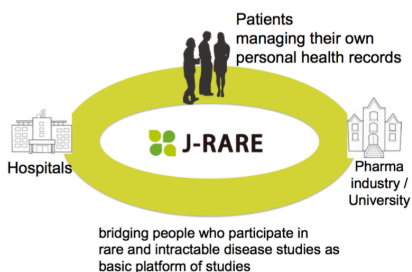 Patients
managing their own
personal health records
J-RARE
Hospitals
Pharma
industry /
University
bridging people who participate in
rare and intractable disease studies as
basic platform of studies